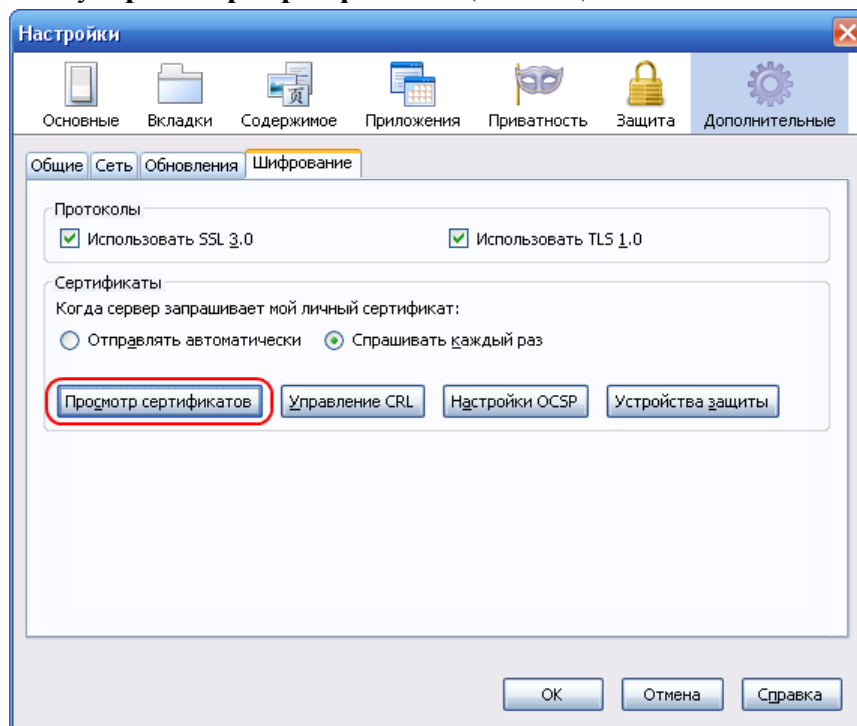 Настройки
Основные Вкладки Содержимое Приложения Приватность Защита Дополнительные
Общие Сеть Обновления Шифрование
Протоколы
Использовать SSL 3.0 Использовать TLS 1.0
Сертификаты
Когда сервер запрашивает мой личный сертификат:
Отправлять автоматически Спрашивать каждый раз
Просмотр сертификатов Управление CRL Настройки OCSP Устройства защиты
OK Отмена Справка